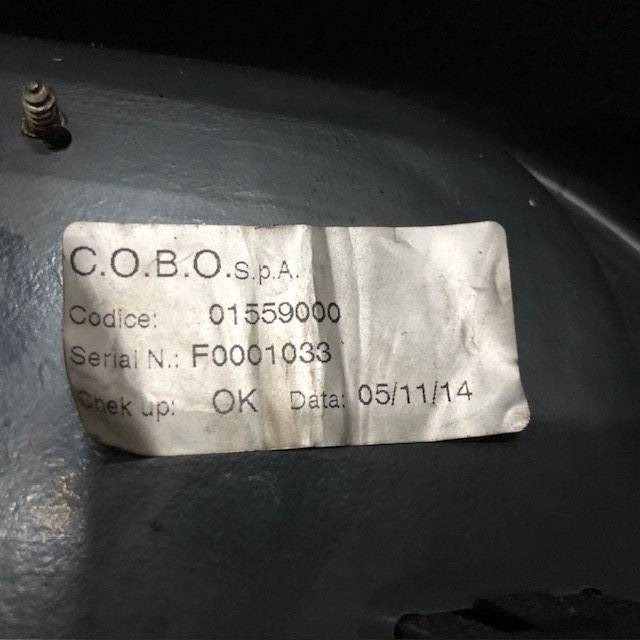 C.O.B.O.S.p.A.
Codice: 01559000
Serial N.: F0001033
Chek up: OK Data: 05/11/14